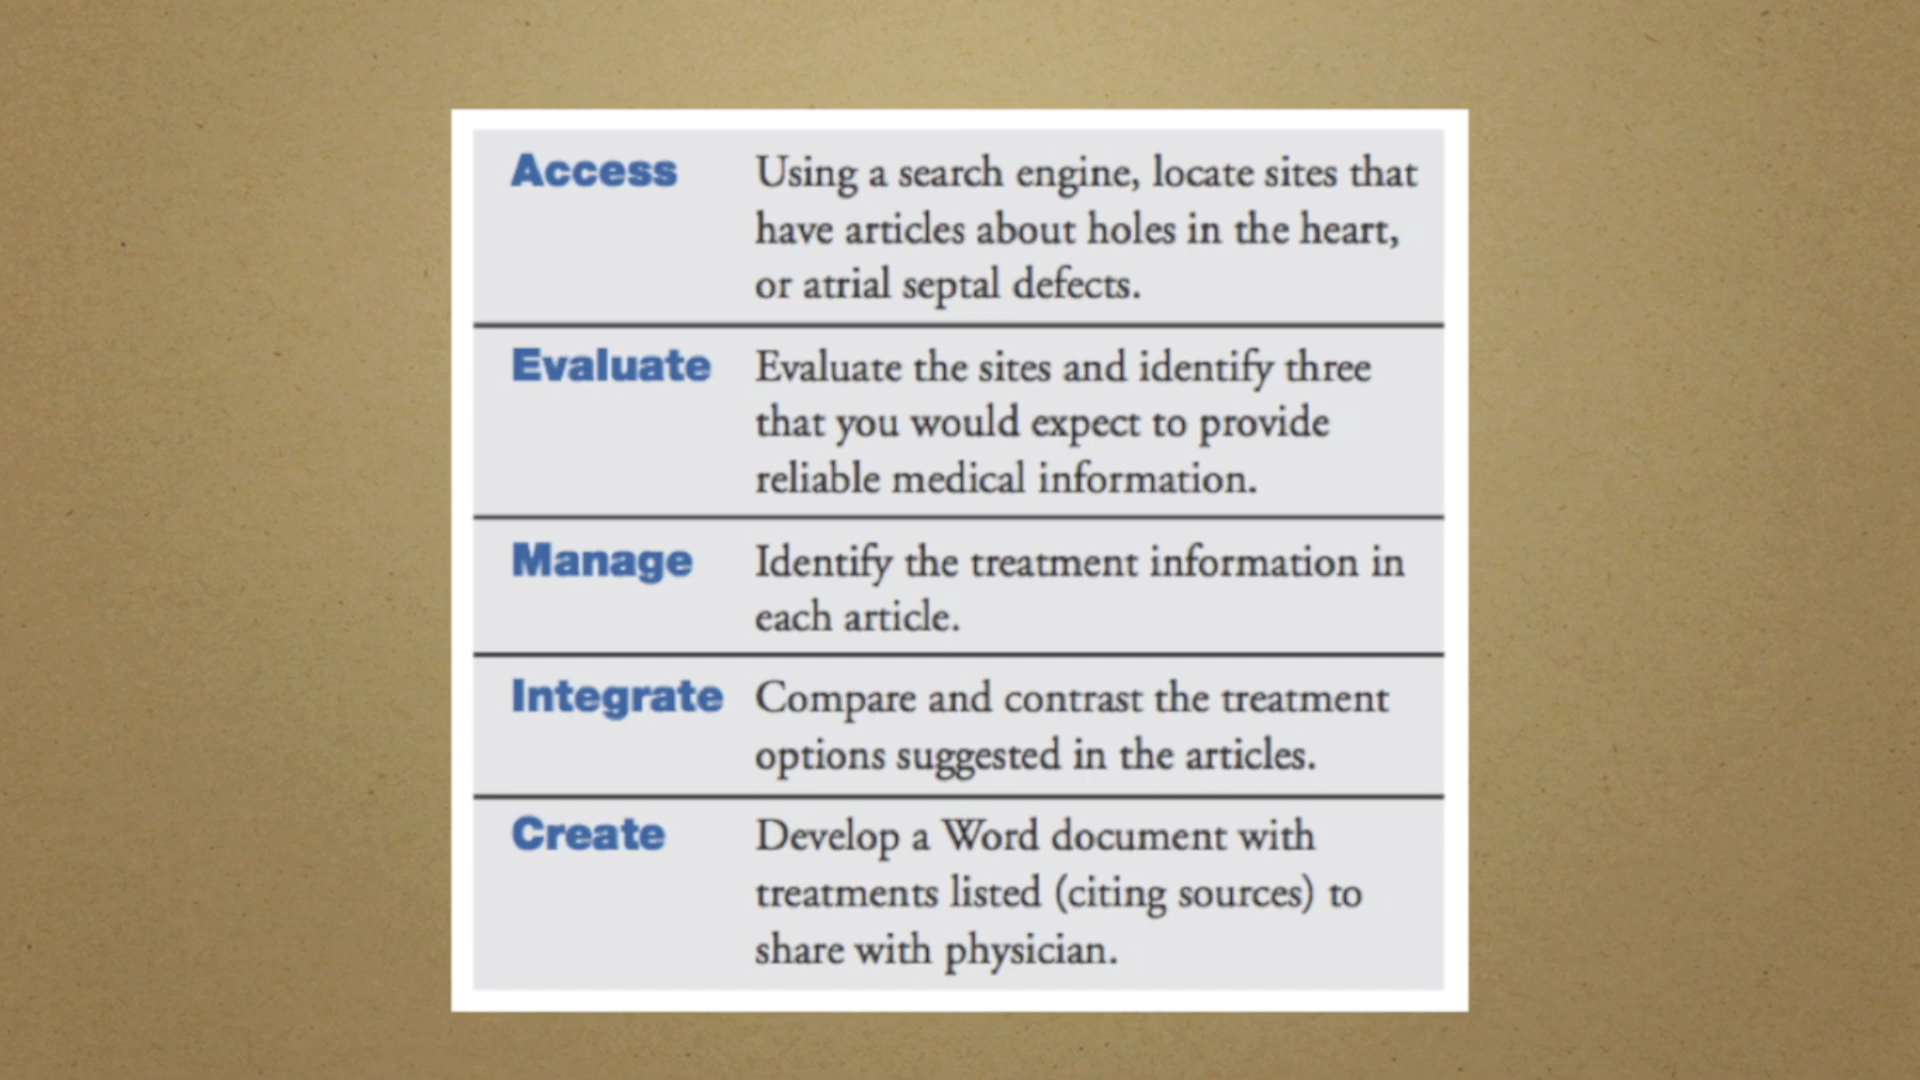 Access
Using a search engine, locate sites that
have articles about holes in the heart,
or atrial septal defects.
Evaluate
Evaluate the sites and identify three
that you would expect to provide
reliable medical information.
Manage
Identify the treatment information in
each article.
Integrate
Compare and contrast the treatment
options suggested in the articles.
Create
Develop a Word document with
treatments listed (citing sources) to
share with physician.